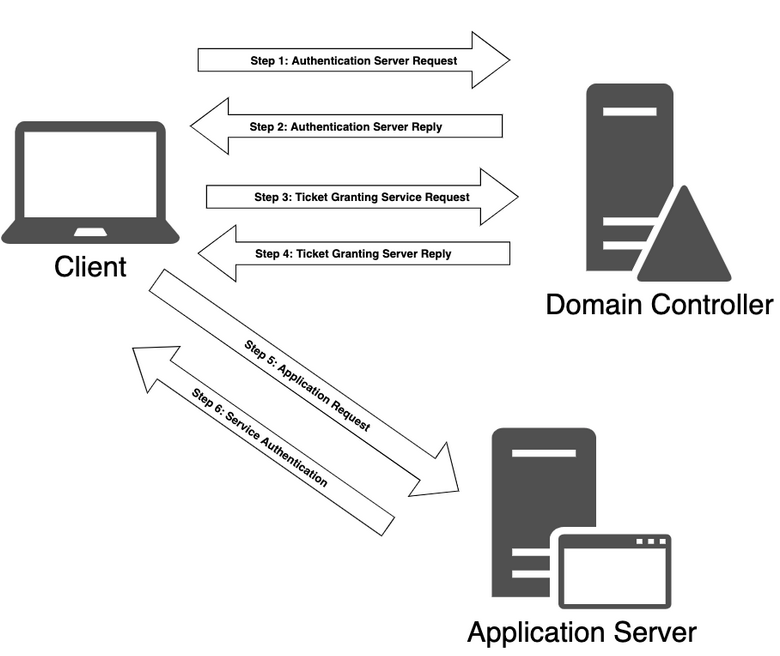 Step 1: Authentication Server Request
Step 2: Authentication Server Reply
Step 3: Ticket Granting Service Request
Step 4: Ticket Granting Server Reply
Client
Domain Controller
Step 5: Application Request
Step 6: Service Authentication
Application Server